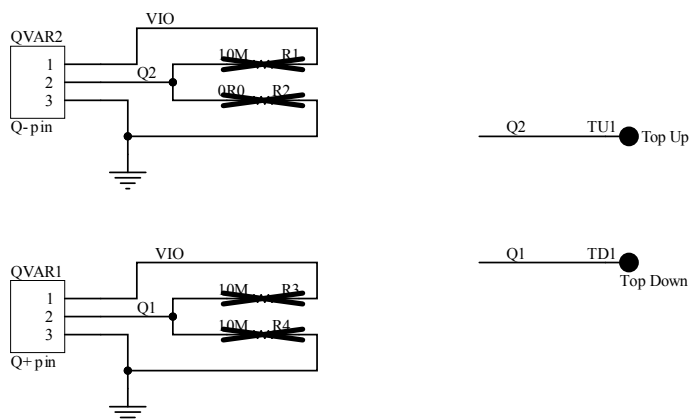 VIO
QVAR2
10M R1
1
Q2
2
0R0 R2
3
Q-pin
Q2 TU1
Top Up
VIO
Q1 TD1
Top Down
QVAR1
10M R3
1
Q1
2
10M R4
3
Q+pin